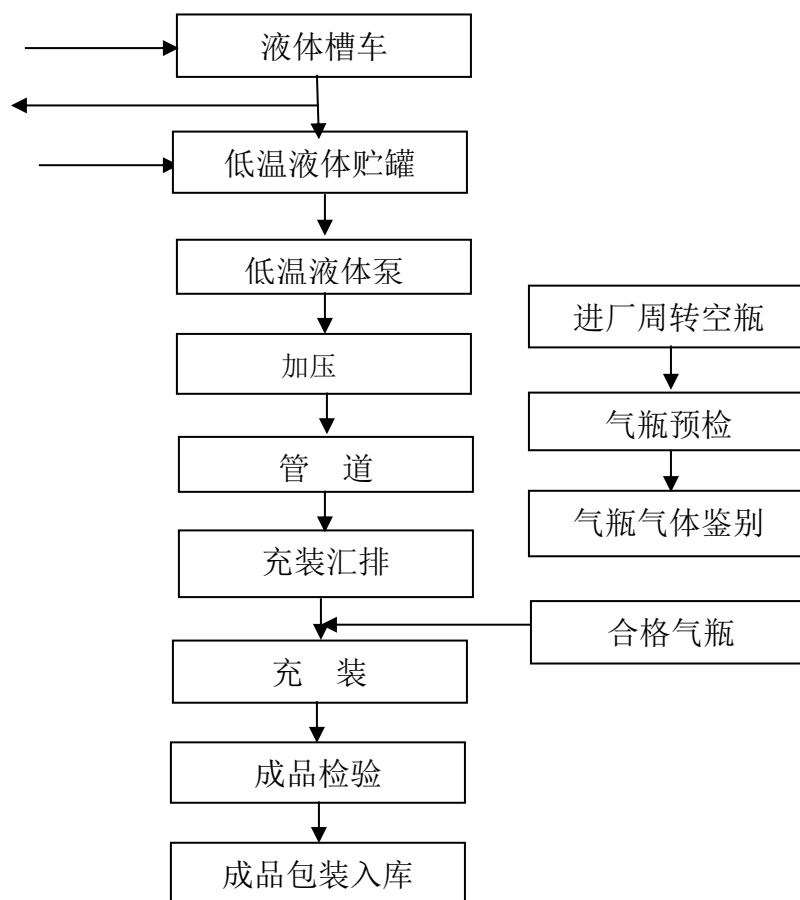 液体槽车
低温液体贮罐
低温液体泵
加压
管 道
充装汇排
充 装
成品检验
成品包装入库
进厂周转空瓶
气瓶预检
气瓶气体鉴别
合格气瓶